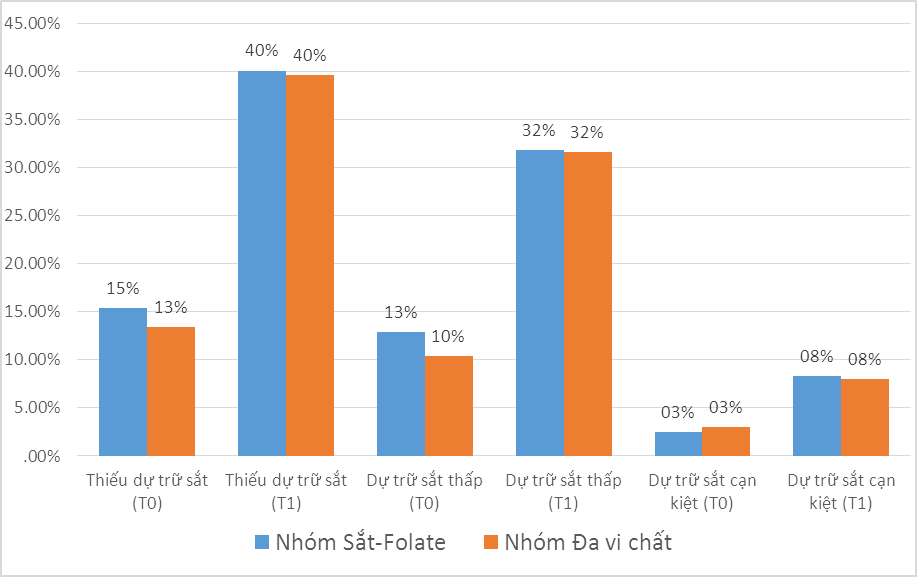 45.00%
40.00%
35.00%
30.00%
25.00%
20.00%
15.00%
10.00%
5.00%
.00%
15%
13%
40%
40%
13%
10%
32%
32%
03%
03%
08%
08%
Thiếu dự trữ sắt
(T0)
Thiếu dự trữ sắt
(T1)
Dự trữ sắt thấp
(T0)
Dự trữ sắt thấp
(T1)
Dự trữ sắt cạn
kiệt (T0)
Dự trữ sắt cạn
kiệt (T1)
Nhóm Sắt-Folate
Nhóm Đa vi chất